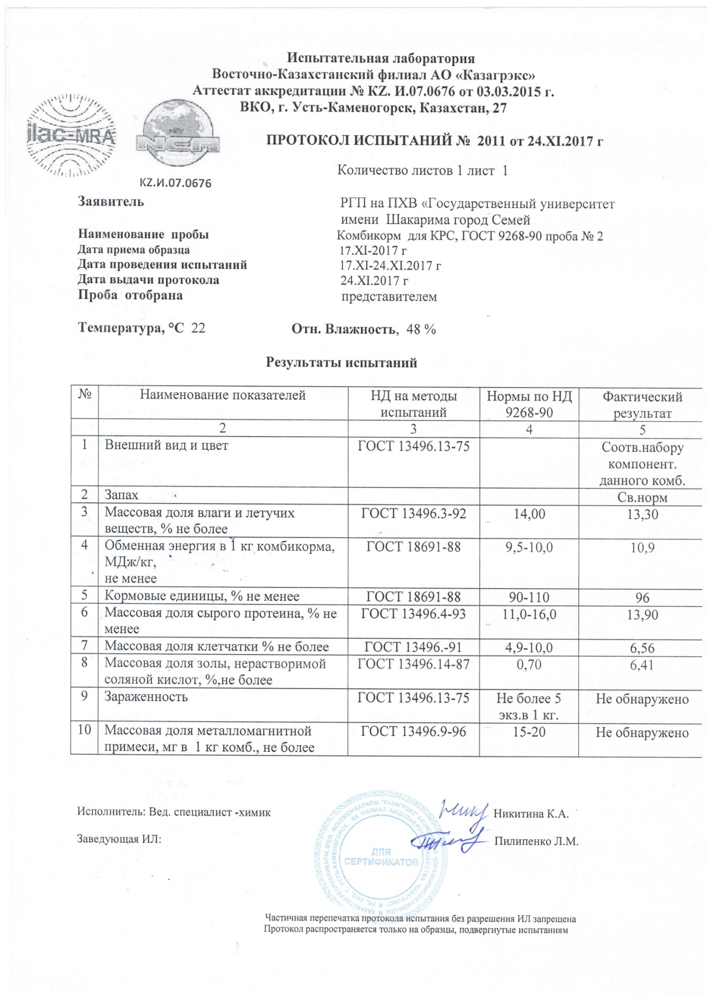 Испытательная лаборатория
Восточно-Казахстанский филиал АО «Казагрэкс»
Аттестат аккредитации № KZ. И.07.0676 от 03.03.2015 г.
ВКО, г. Усть-Каменогорск, Казахстан, 27
ilac-MRA
NCA
KZ.И.07.0676
ПРОТОКОЛ ИСПЫТАНИЙ № 2011 от 24.XI.2017 г
Количество листов 1 лист 1
Заявитель РГП на ПХВ «Государственный университет
имени Шакарима город Семей
Наименование пробы Комбикорм для КРС, ГОСТ 9268-90 проба № 2
Дата приема образца 17.XI-2017 г
Дата проведения испытаний 17.XI-24.XI.2017 г
Дата выдачи протокола 24.XI.2017 г
Проба отобрана представителем
Температура, °С 22 Отн. Влажность, 48 %
Результаты испытаний
№ Наименование показателей НД на методы Нормы по НД Фактический
испытаний 9268-90 результат
2 3 4 5
1 Внешний вид и цвет ГОСТ 13496.13-75 Соотв.набору
компонент.
данного комб.
2 Запах Св.норм
3 Массовая доля влаги и летучих ГОСТ 13496.3-92 14,00 13,30
веществ, % не более
4 Обменная энергия в 1 кг комбикорма, ГОСТ 18691-88 9,5-10,0 10,9
МДж/кг,
не менее
5 Кормовые единицы, % не менее ГОСТ 18691-88 90-110 96
6 Массовая доля сырого протеина, % не ГОСТ 13496.4-93 11,0-16,0 13,90
менее
7 Массовая доля клетчатки % не более ГОСТ 13496.-91 4,9-10,0 6,56
8 Массовая доля золы, нерастворимой ГОСТ 13496.14-87 0,70 6,41
соляной кислот, %,не более
9 Зараженность ГОСТ 13496.13-75 Не более 5 Не обнаружено
экз.в 1 кг.
10 Массовая доля металломагнитной ГОСТ 13496.9-96 15-20 Не обнаружено
примеси, мг в 1 кг комб., не более
Исполнитель: Вед. специалист -химик Никитина К.А.
Заведующая ИЛ: Пилипенко Л.М.
ДЛЯ
СЕРТИФИКАТОВ
Частичная перепечатка протокола испытания без разрешения ИЛ запрещена
Протокол распространяется только на образцы, подвергнутые испытаниям